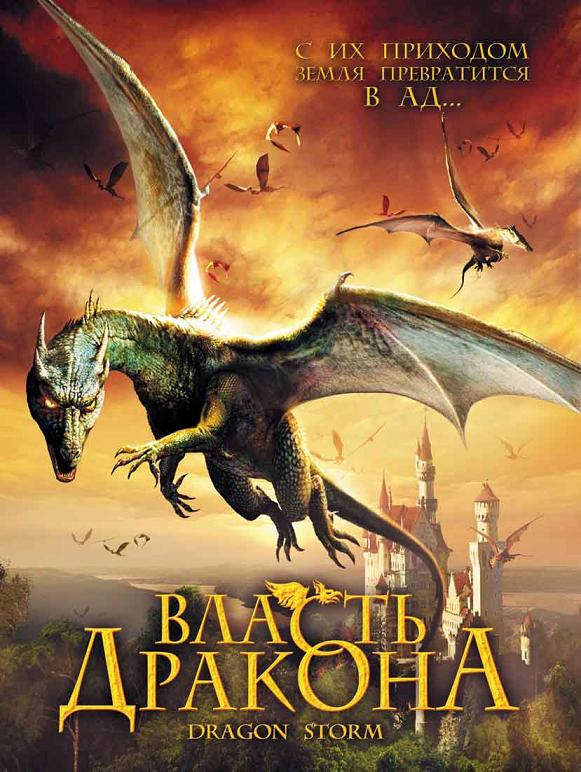 С ИХ ПРИХОДОМ
ЗЕМЛЯ ПРЕВРАТИТСЯ
В АД...
ВЛАСТЬ
ДРАКОНА
DRAGON STORM